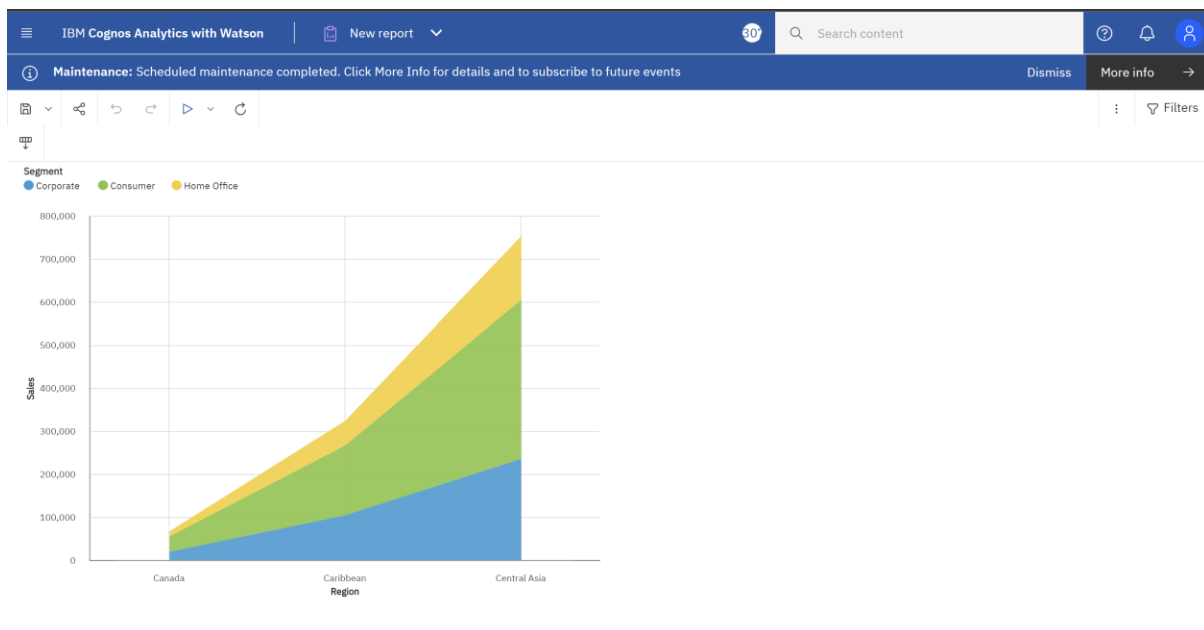 IBM Cognos Analytics with Watson
New report
Search content
Maintenance: Scheduled maintenance completed. Click More Info for details and to subscribe to future events
Dismiss
More info
Filters
Segment
Corporate Consumer Home Office
800,000
700,000
600,000
500,000
400,000
300,000
200,000
100,000
0
Sales
Canada Caribbean Central Asia
Region